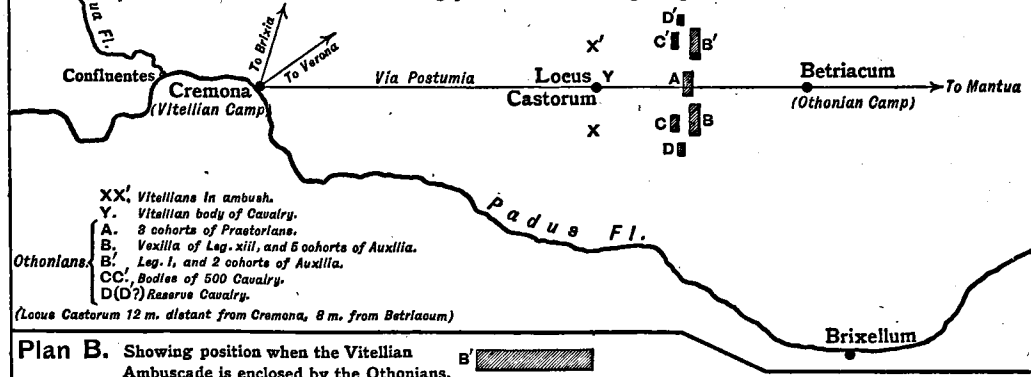 ua Fl.
To Brixia
To Verona
D'
C'
B'
X'
Confluentes
Via Postumia
Locus
Castorum
Y
A
Betriacum
(Othonian Camp)
To Mantua
Cremona
(Vitellian Camp)
X
C
B
D
Padus Fl.
XX', Vitellians in ambush.
Y. Vitellian body of Cavalry.
Othonians.
A. 3 cohorts of Praetorians.
B. Vexilla of Leg. xiii, and 5 cohorts of Auxilia.
B'. Leg. I, and 2 cohorts of Auxilia.
CC', Bodies of 500 Cavalry.
D(D'?) Reserve Cavalry.
(Locus Castorum 12 m. distant from Cremona, 8 m. from Betriacum)
Brixellum
Plan B. Showing position when the Vitellian
Ambuscade is enclosed by the Othonians.
B'